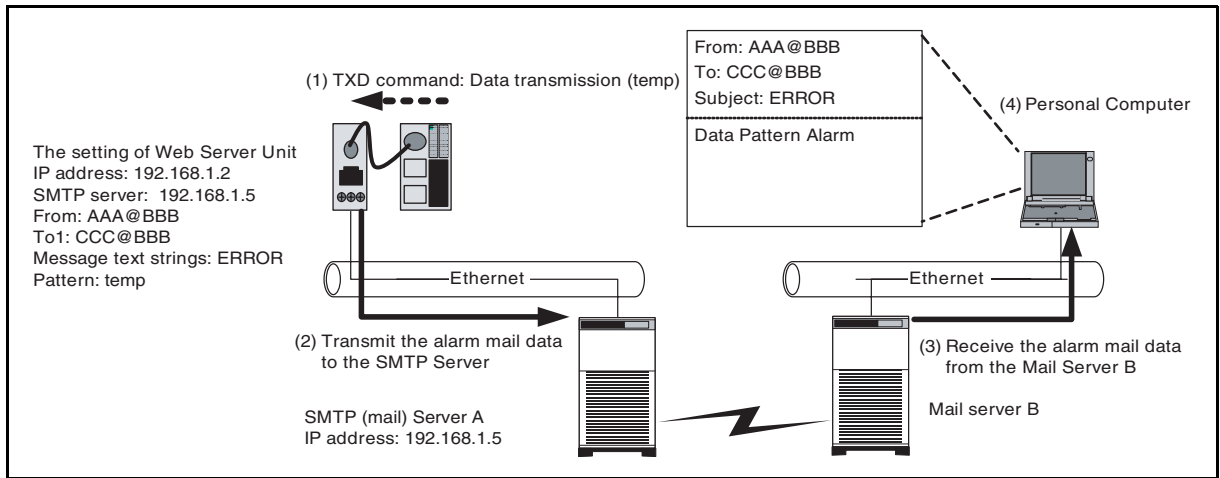 (1) TXD command: Data transmission (temp)
The setting of Web Server Unit
IP address: 192.168.1.2
SMTP server: 192.168.1.5
From: AAA@BBB
To1: CCC@BBB
Message text strings: ERROR
Pattern: temp
From: AAA@BBB
To: CCC@BBB
Subject: ERROR
Data Pattern Alarm
(4) Personal Computer
Ethernet
Ethernet
(2) Transmit the alarm mail data
to the SMTP Server
(3) Receive the alarm mail data
from the Mail Server B
SMTP (mail) Server A
IP address: 192.168.1.5
Mail server B